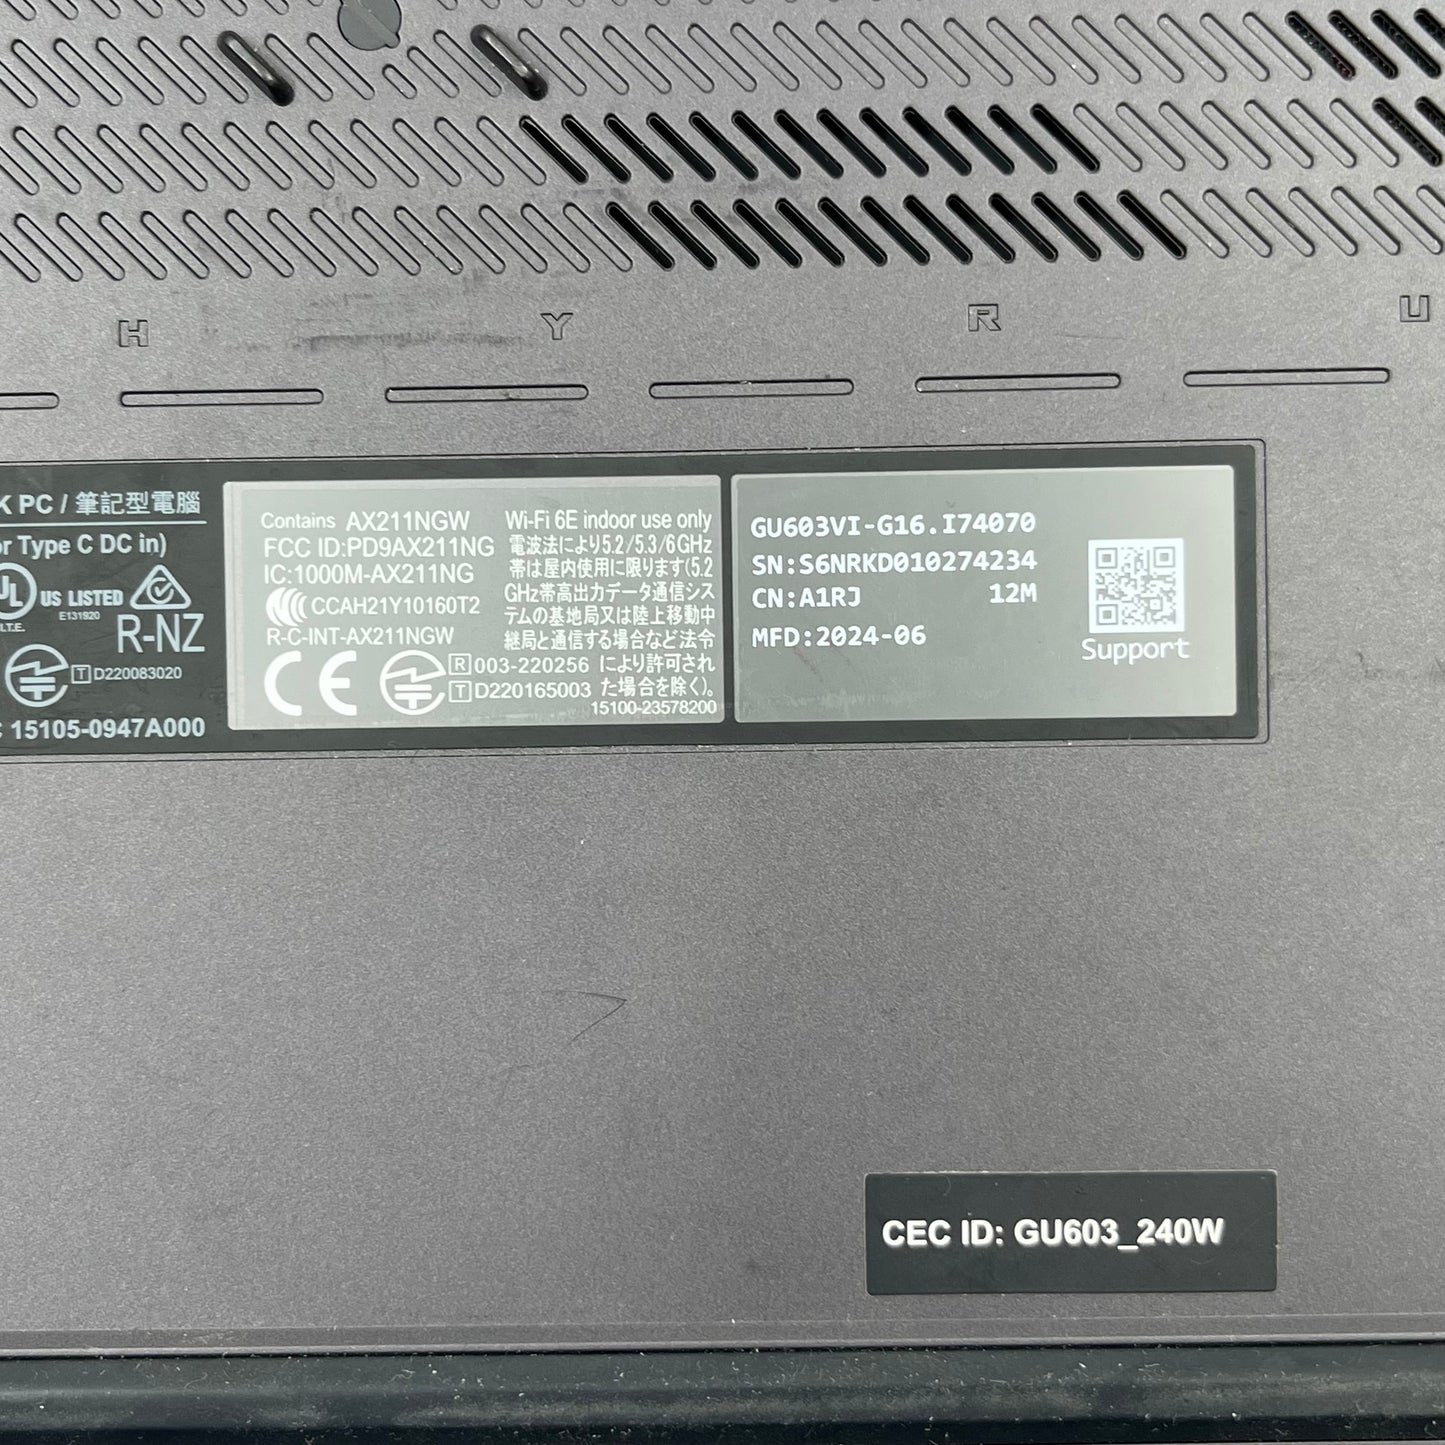 H Y R U
K PC / 筆記型電腦
or Type C DC in)
UL US LISTED
E131920
I.T.E.
R-NZ
T D220083020
C 15105-0947A000
Contains AX211NGW
FCC ID:PD9AX211NG
IC:1000M-AX211NG
CCAH21Y10160T2
R-C-INT-AX211NGW
CE
R 003-220256
T D220165003
Wi-Fi 6E indoor use only
電波法により5.2/5.3/6GHz
帯は屋内使用に限ります(5.2
GHz帯高出力データ通信シス
テムの基地局又は陸上移動中
継局と通信する場合など法令
により許可され
た場合を除く)。
15100-23578200
GU603VI-G16.I74070
SN:S6NRKD010274234
CN:A1RJ 12M
MFD:2024-06
Support
CEC ID: GU603_240W